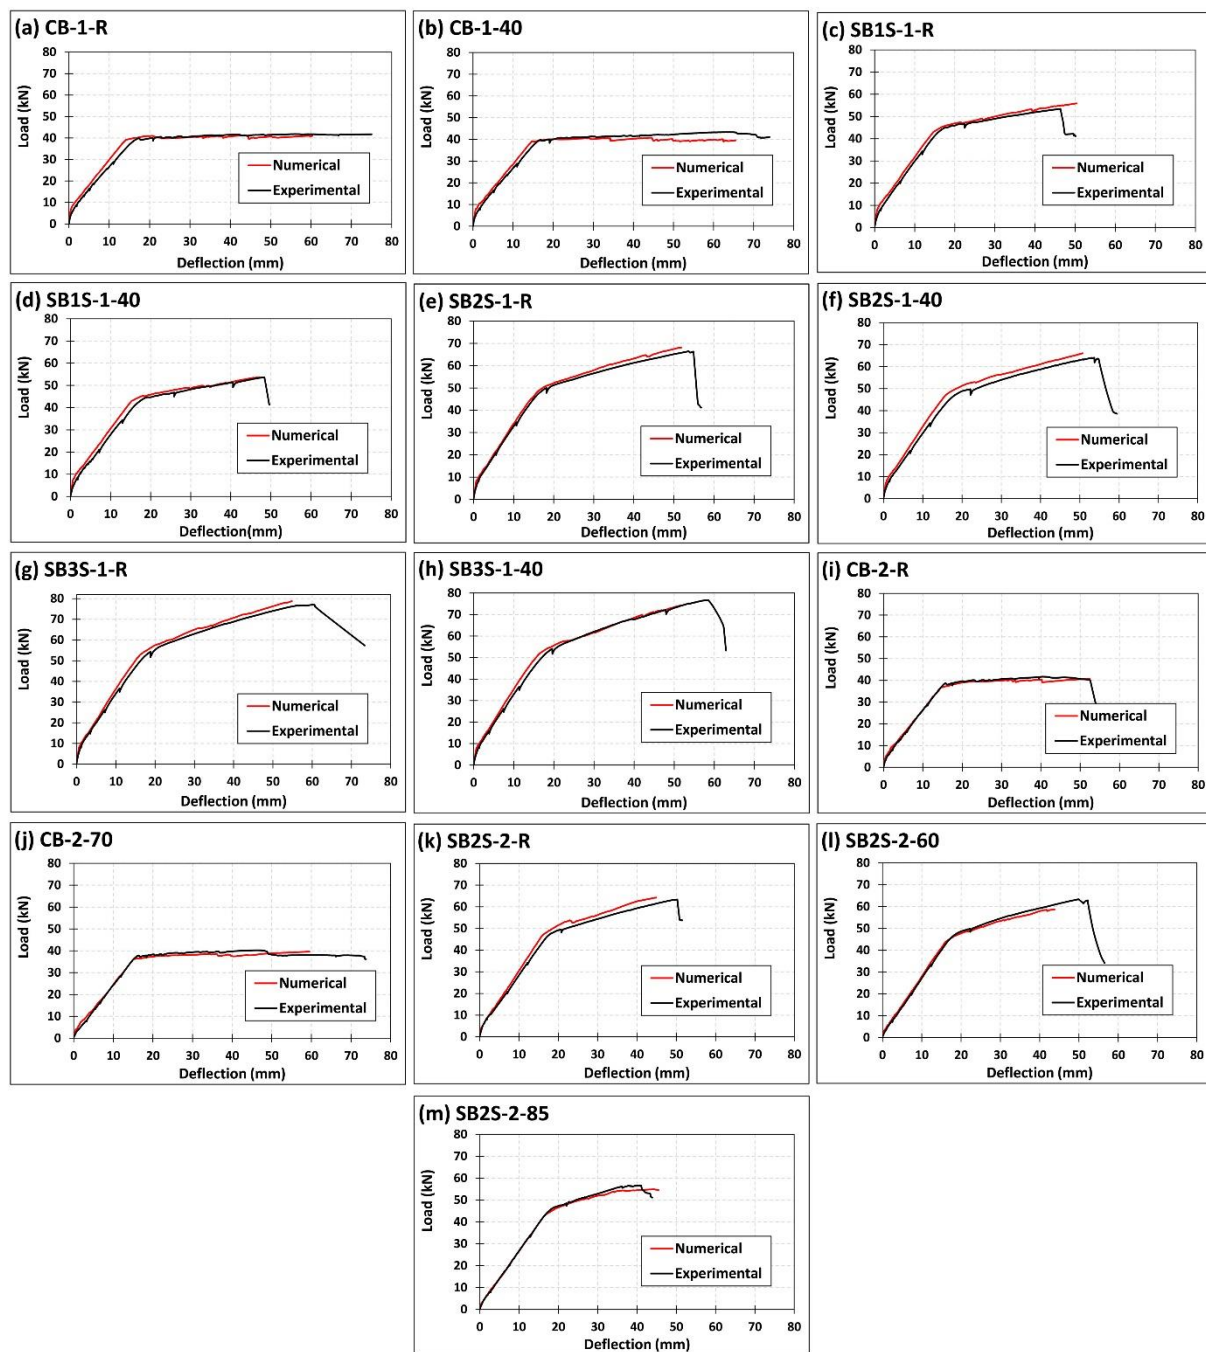 (a) CB-1-R
80
70
60
50
40
30
20
10
0
Load (kN)
Numerical
Experimental
0 10 20 30 40 50 60 70 80
Deflection (mm)
(b) CB-1-40
80
70
60
50
40
30
20
10
0
Load (kN)
Numerical
Experimental
0 10 20 30 40 50 60 70 80
Deflection (mm)
(c) SB1S-1-R
80
70
60
50
40
30
20
10
0
Load (kN)
Numerical
Experimental
0 10 20 30 40 50 60 70 80
Deflection (mm)
(d) SB1S-1-40
80
70
60
50
40
30
20
10
0
Load (kN)
Numerical
Experimental
0 10 20 30 40 50 60 70 80
Deflection(mm)
(e) SB2S-1-R
80
70
60
50
40
30
20
10
0
Load (kN)
Numerical
Experimental
0 10 20 30 40 50 60 70 80
Deflection (mm)
(f) SB2S-1-40
80
70
60
50
40
30
20
10
0
Load (kN)
Numerical
Experimental
0 10 20 30 40 50 60 70 80
Deflection (mm)
(g) SB3S-1-R
80
70
60
50
40
30
20
10
0
Load (kN)
Numerical
Experimental
0 10 20 30 40 50 60 70 80
Deflection (mm)
(h) SB3S-1-40
80
70
60
50
40
30
20
10
0
Load (kN)
Numerical
Experimental
0 10 20 30 40 50 60 70 80
Deflection (mm)
(i) CB-2-R
80
70
60
50
40
30
20
10
0
Load (kN)
Numerical
Experimental
0 10 20 30 40 50 60 70 80
Deflection (mm)
(j) CB-2-70
80
70
60
50
40
30
20
10
0
Load (kN)
Numerical
Experimental
0 10 20 30 40 50 60 70 80
Deflection (mm)
(k) SB2S-2-R
80
70
60
50
40
30
20
10
0
Load (kN)
Numerical
Experimental
0 10 20 30 40 50 60 70 80
Deflection (mm)
(l) SB2S-2-60
80
70
60
50
40
30
20
10
0
Load (kN)
Numerical
Experimental
0 10 20 30 40 50 60 70 80
Deflection (mm)
(m) SB2S-2-85
80
70
60
50
40
30
20
10
0
Load (kN)
Numerical
Experimental
0 10 20 30 40 50 60 70 80
Deflection (mm)